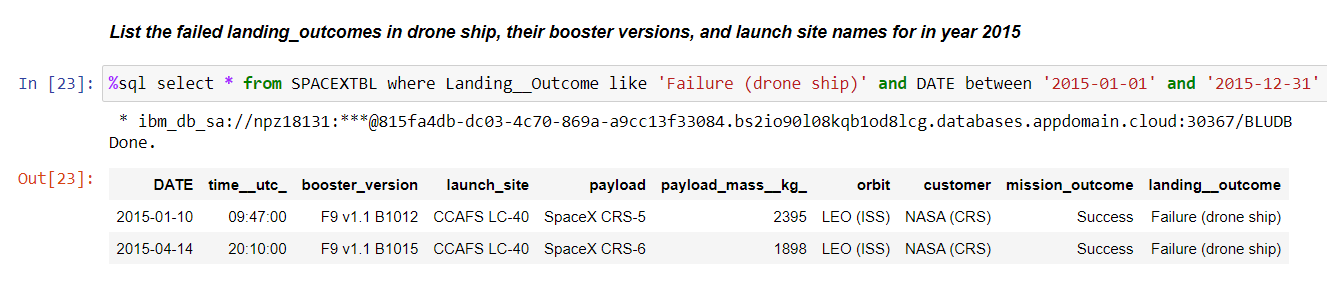 List the failed landing_outcomes in drone ship, their booster versions, and launch site names for in year 2015
In [23]: %sql select * from SPACEXTBL where Landing__Outcome like 'Failure (drone ship)' and DATE between '2015-01-01' and '2015-12-31'
* ibm_db_sa://npz18131:***@815fa4db-dc03-4c70-869a-a9cc13f33084.bs2io90l08kqb1od8lcg.databases.appdomain.cloud:30367/BLUDB
Done.
Out[23]:
DATE time__utc_ booster_version launch_site payload payload_mass__kg_ orbit customer mission_outcome landing__outcome
2015-01-10 09:47:00 F9 v1.1 B1012 CCAFS LC-40 SpaceX CRS-5 2395 LEO (ISS) NASA (CRS) Success Failure (drone ship)
2015-04-14 20:10:00 F9 v1.1 B1015 CCAFS LC-40 SpaceX CRS-6 1898 LEO (ISS) NASA (CRS) Success Failure (drone ship)